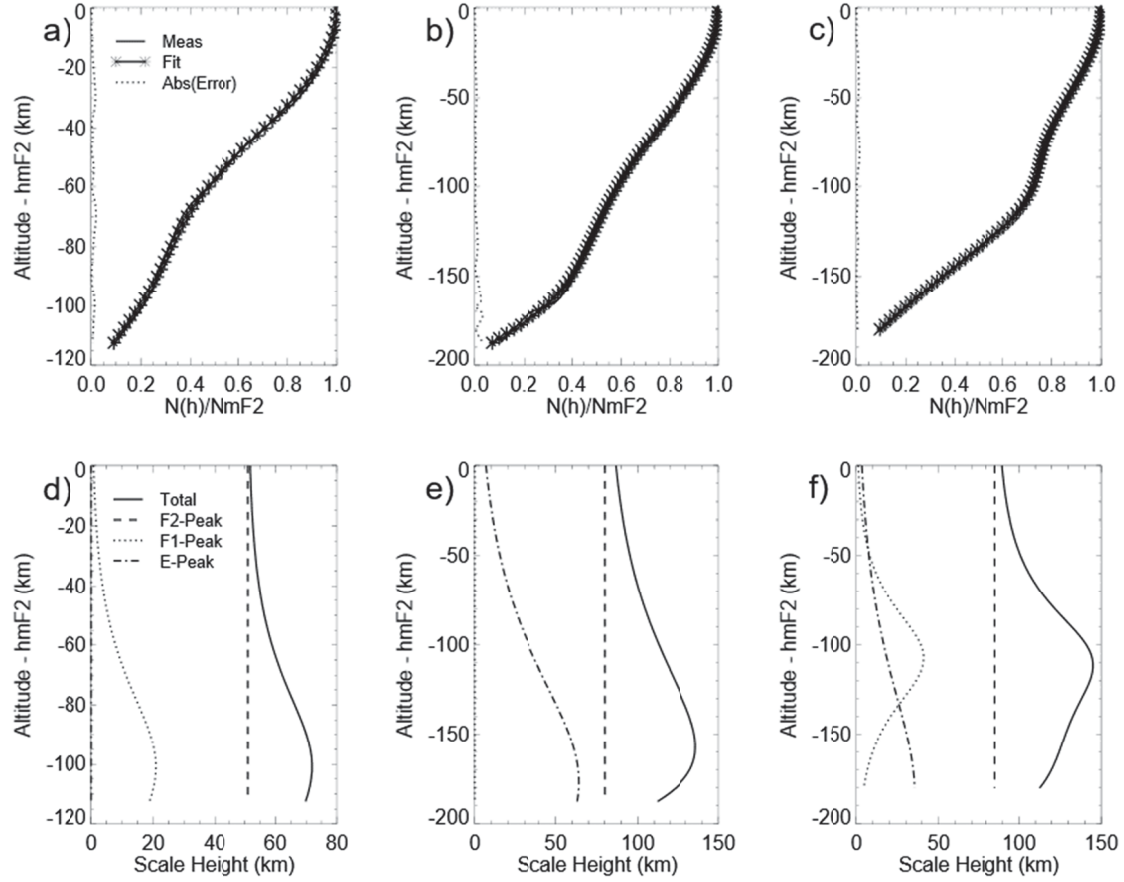 a)
Meas
Fit
Abs(Error)
Altitude - hmF2 (km)
0
-20
-40
-60
-80
-100
-120
0.0 0.2 0.4 0.6 0.8 1.0
N(h)/NmF2
b)
Altitude - hmF2 (km)
0
-50
-100
-150
-200
0.0 0.2 0.4 0.6 0.8 1.0
N(h)/NmF2
c)
Altitude - hmF2 (km)
0
-50
-100
-150
-200
0.0 0.2 0.4 0.6 0.8 1.0
N(h)/NmF2
d)
Total
F2-Peak
F1-Peak
E-Peak
Altitude - hmF2 (km)
0
-20
-40
-60
-80
-100
-120
0 20 40 60 80
Scale Height (km)
e)
Altitude - hmF2 (km)
0
-50
-100
-150
-200
0 50 100 150
Scale Height (km)
f)
Altitude - hmF2 (km)
0
-50
-100
-150
-200
0 50 100 150
Scale Height (km)